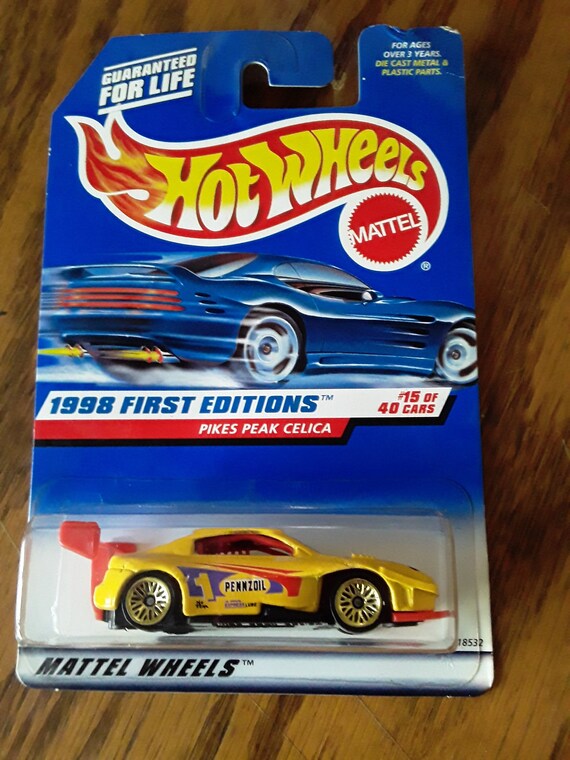 GUARANTEED
FOR LIFE
FOR AGES
OVER 3 YEARS.
DIE CAST METAL &
PLASTIC PARTS.
HOT WHEELS
MATTEL
®
1998 FIRST EDITIONS™
#15 OF
40 CARS
PIKES PEAK CELICA
1
PENNZOIL
18532
MATTEL WHEELS™